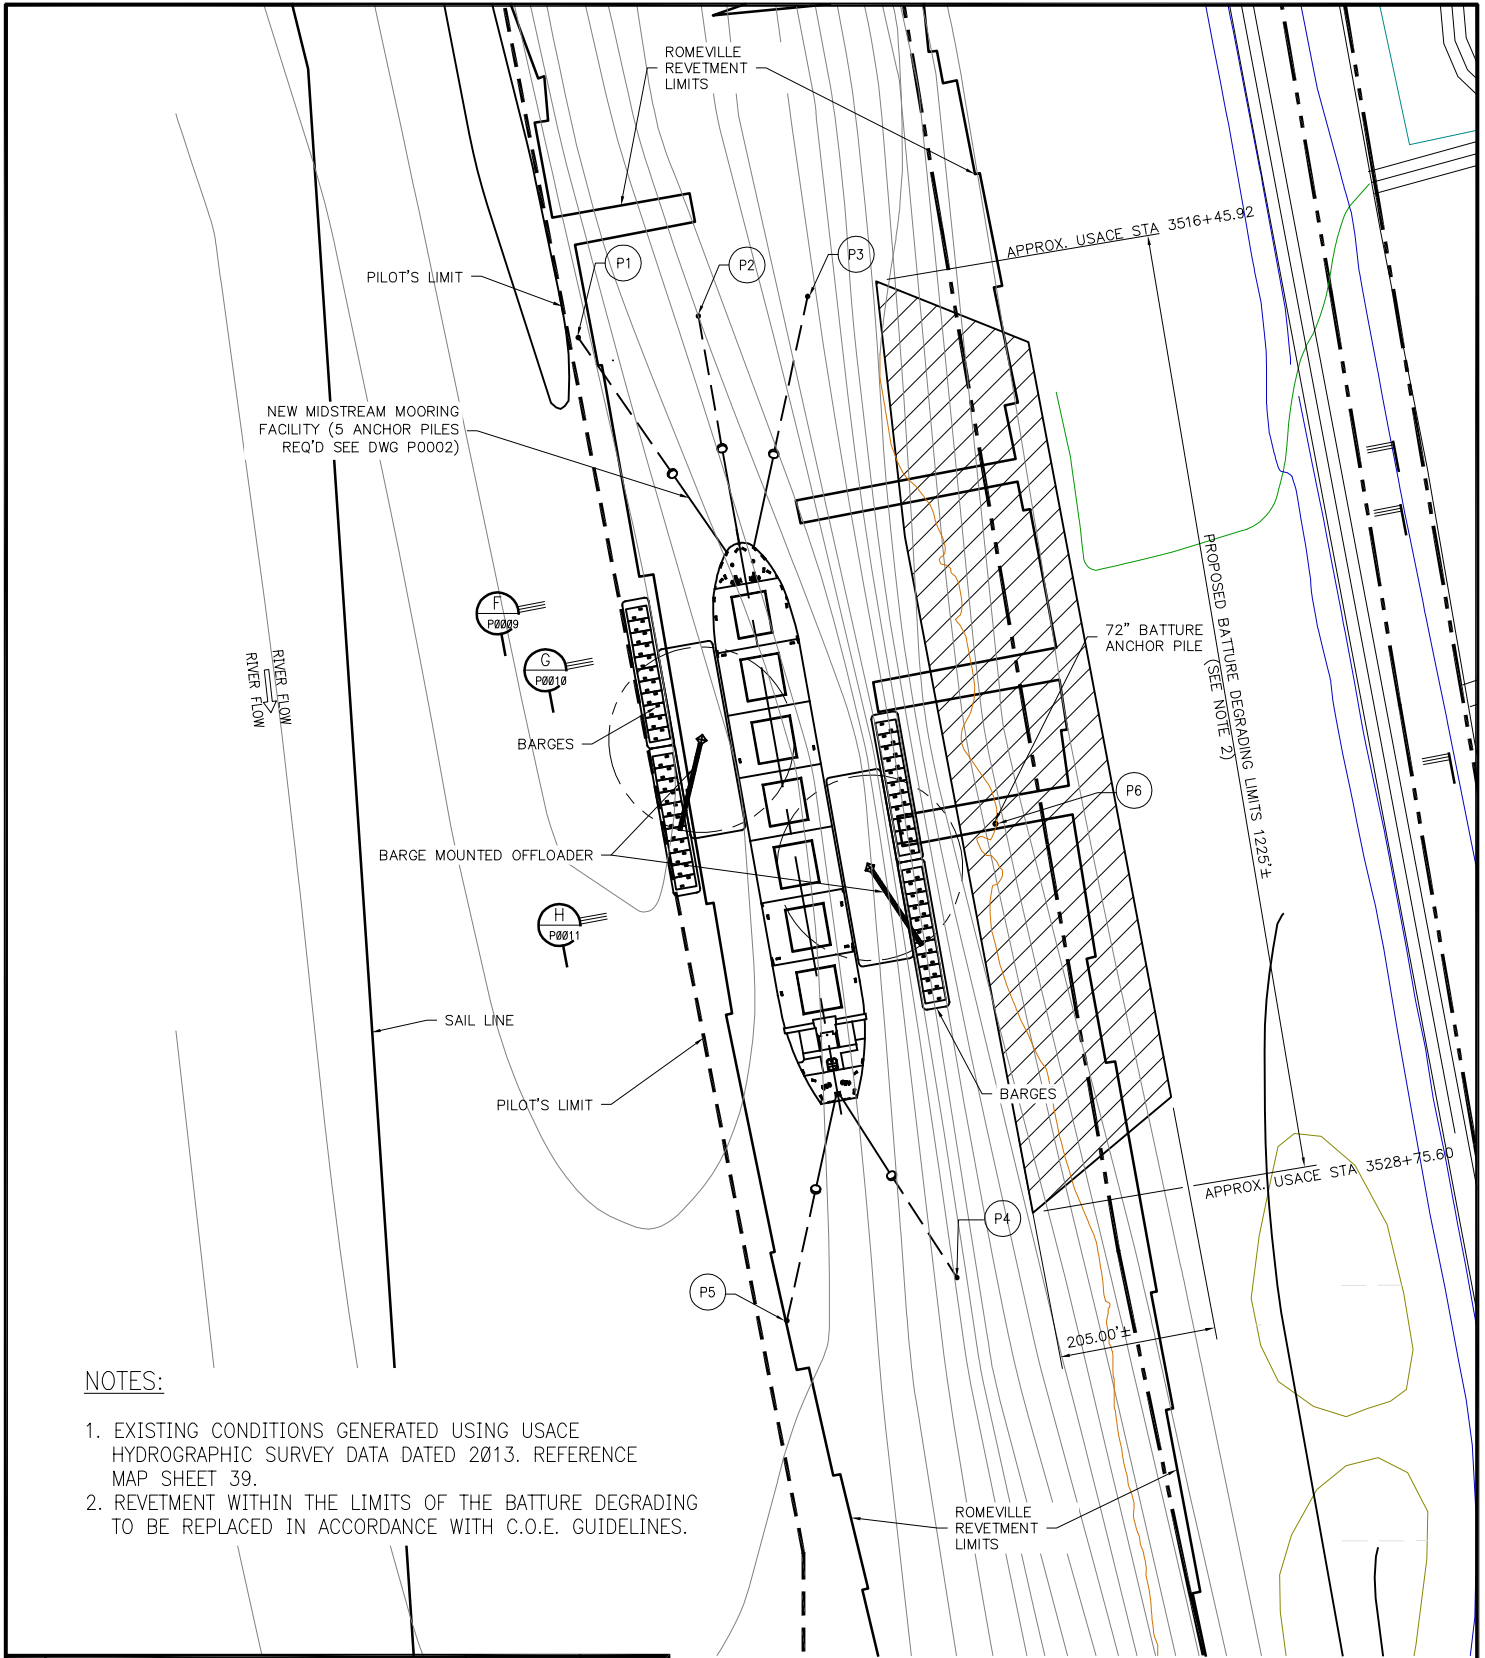 ROMEVILLE
REVETMENT
LIMITS
APPROX. USACE STA 3516+45.92
P1
P2
P3
PILOT'S LIMIT
NEW MIDSTREAM MOORING
FACILITY (5 ANCHOR PILES
REQ'D SEE DWG P0002)
PROPOSED BATTURE DEGRADING LIMITS 1225'±
(SEE NOTE 2)
F
P0009
G
P0010
72" BATTURE
ANCHOR PILE
RIVER FLOW
RIVER FLOW
BARGES
P6
BARGE MOUNTED OFFLOADER
H
P0011
SAIL LINE
BARGES
PILOT'S LIMIT
APPROX. USACE STA 3528+75.60
P4
P5
205.00'±
NOTES:
1. EXISTING CONDITIONS GENERATED USING USACE
HYDROGRAPHIC SURVEY DATA DATED 2013. REFERENCE
MAP SHEET 39.
2. REVETMENT WITHIN THE LIMITS OF THE BATTURE DEGRADING
TO BE REPLACED IN ACCORDANCE WITH C.O.E. GUIDELINES.
ROMEVILLE
REVETMENT
LIMITS